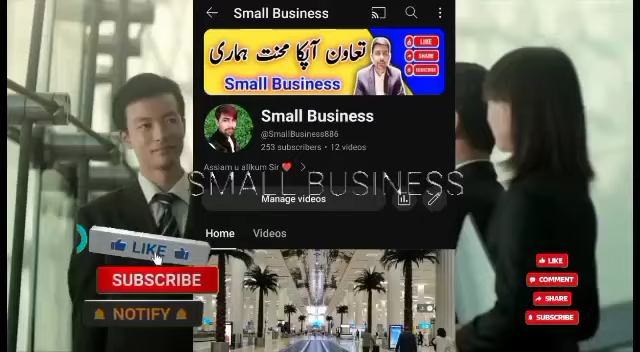 Small Business
تعاون آپکا محنت ہماری
Small Business
LIKE
SHARE
SUBSCRIBE
Small Business
@SmallBusiness886
253 subscribers • 12 videos
Assiam u allkum Sir ❤️
SMALL BUSINESS
Manage videos
Home Videos
LIKE
SUBSCRIBE
NOTIFY
LIKE
COMMENT
SHARE
SUBSCRIBE